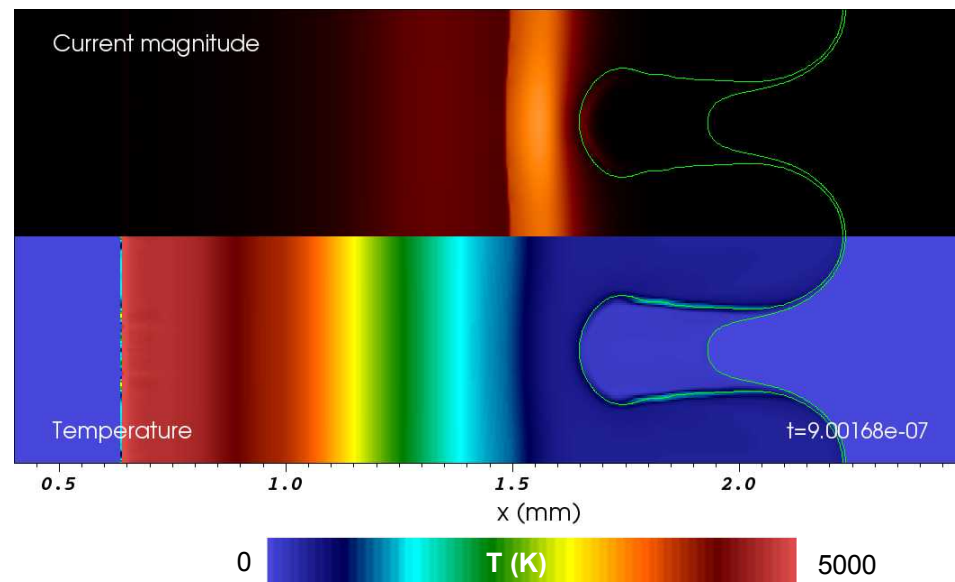 Current magnitude
Temperature
t=9.00168e-07
0.5 1.0 1.5 2.0
x (mm)
0 T (K) 5000